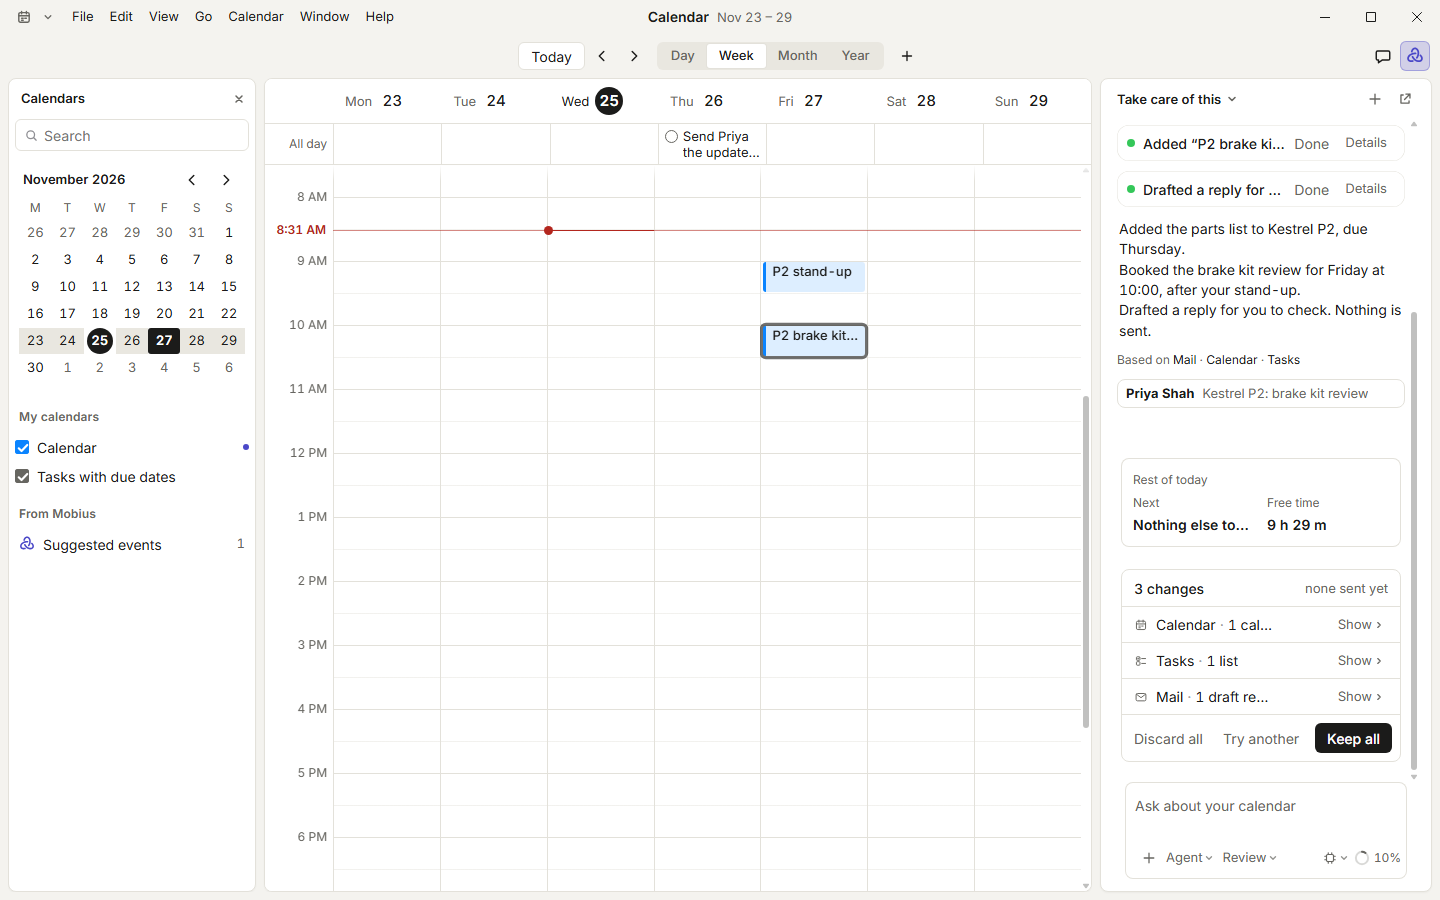 File Edit View Go Calendar Window Help
Calendar Nov 23 – 29
Today
Day Week Month Year
Calendars
Search
November 2026
M T W T F S S
26 27 28 29 30 31 1
2 3 4 5 6 7 8
9 10 11 12 13 14 15
16 17 18 19 20 21 22
23 24 25 26 27 28 29
30 1 2 3 4 5 6
My calendars
Calendar
Tasks with due dates
From Mobius
Suggested events 1
Mon 23 Tue 24 Wed 25 Thu 26 Fri 27 Sat 28 Sun 29
All day
Send Priya
the update...
8 AM
8:31 AM
9 AM
10 AM
11 AM
12 PM
1 PM
2 PM
3 PM
4 PM
5 PM
6 PM
P2 stand-up
P2 brake kit...
Take care of this
Added “P2 brake ki... Done Details
Drafted a reply for ... Done Details
Added the parts list to Kestrel P2, due
Thursday.
Booked the brake kit review for Friday at
10:00, after your stand-up.
Drafted a reply for you to check. Nothing is
sent.
Based on Mail · Calendar · Tasks
Priya Shah Kestrel P2: brake kit review
Rest of today
Next Free time
Nothing else to... 9 h 29 m
3 changes none sent yet
Calendar · 1 cal... Show
Tasks · 1 list Show
Mail · 1 draft re... Show
Discard all Try another Keep all
Ask about your calendar
Agent Review 10%